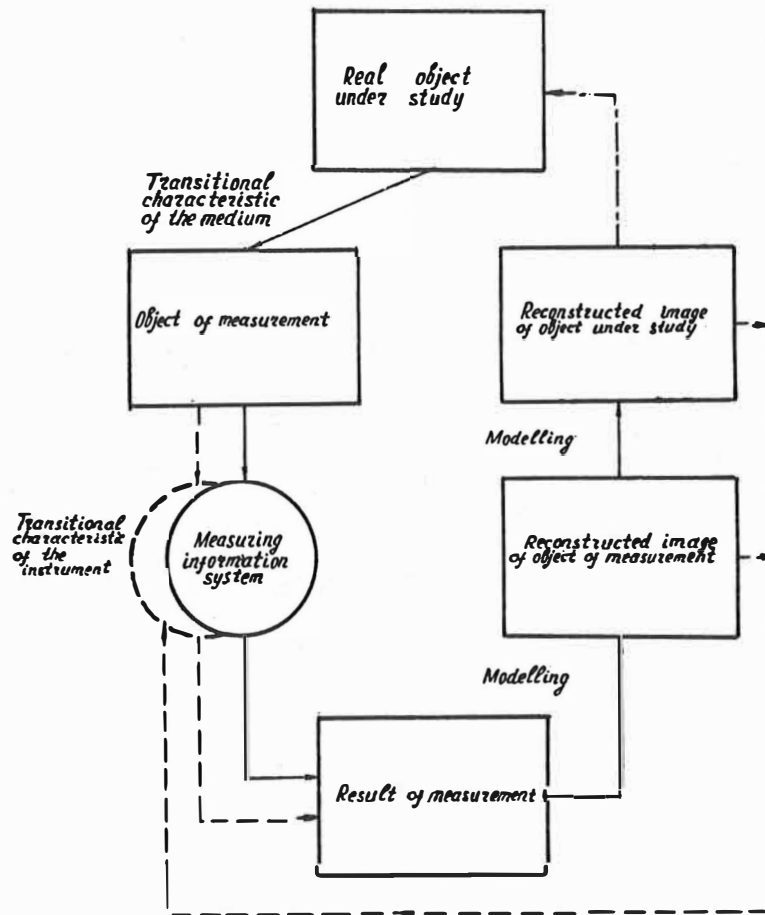 Real object
under study
Transitional
characteristic
of the medium
Object of measurement
Reconstructed image
of object under study
Modelling
Transitional
characteristic
of the
instrument
Measuring
information
system
Reconstructed image
of object of measurement
Modelling
Result of measurement